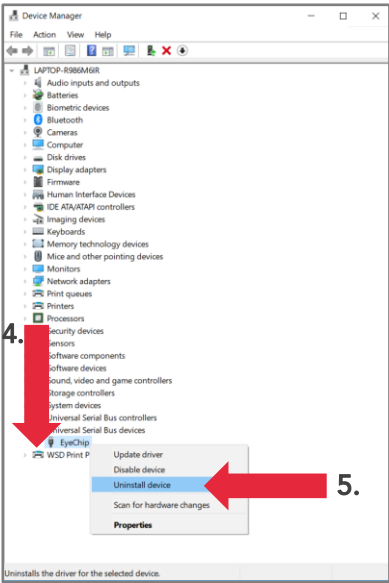 Device Manager
File Action View Help
LAPTOP-R986M6IR
Audio inputs and outputs
Batteries
Biometric devices
Bluetooth
Cameras
Computer
Disk drives
Display adapters
Firmware
Human Interface Devices
IDE ATA/ATAPI controllers
Imaging devices
Keyboards
Memory technology devices
Mice and other pointing devices
Monitors
Network adapters
Print queues
Printers
Processors
4.
Security devices
Sensors
Software components
Software devices
Sound, video and game controllers
Storage controllers
System devices
Universal Serial Bus controllers
Universal Serial Bus devices
EyeChip
WSD Print P
Update driver
Disable device
Uninstall device
5.
Scan for hardware changes
Properties
Uninstalls the driver for the selected device.